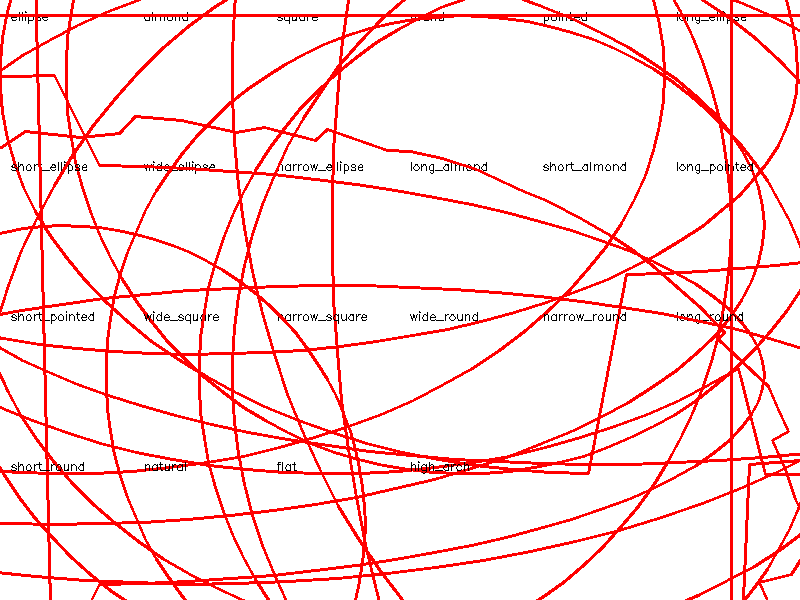 ellipse almond square round pointed long_ellipse
short_ellipse wide_ellipse narrow_ellipse long_almond short_almond long_pointed
short_pointed wide_square narrow_square wide_round narrow_round long_round
short_round natural flat high_arch